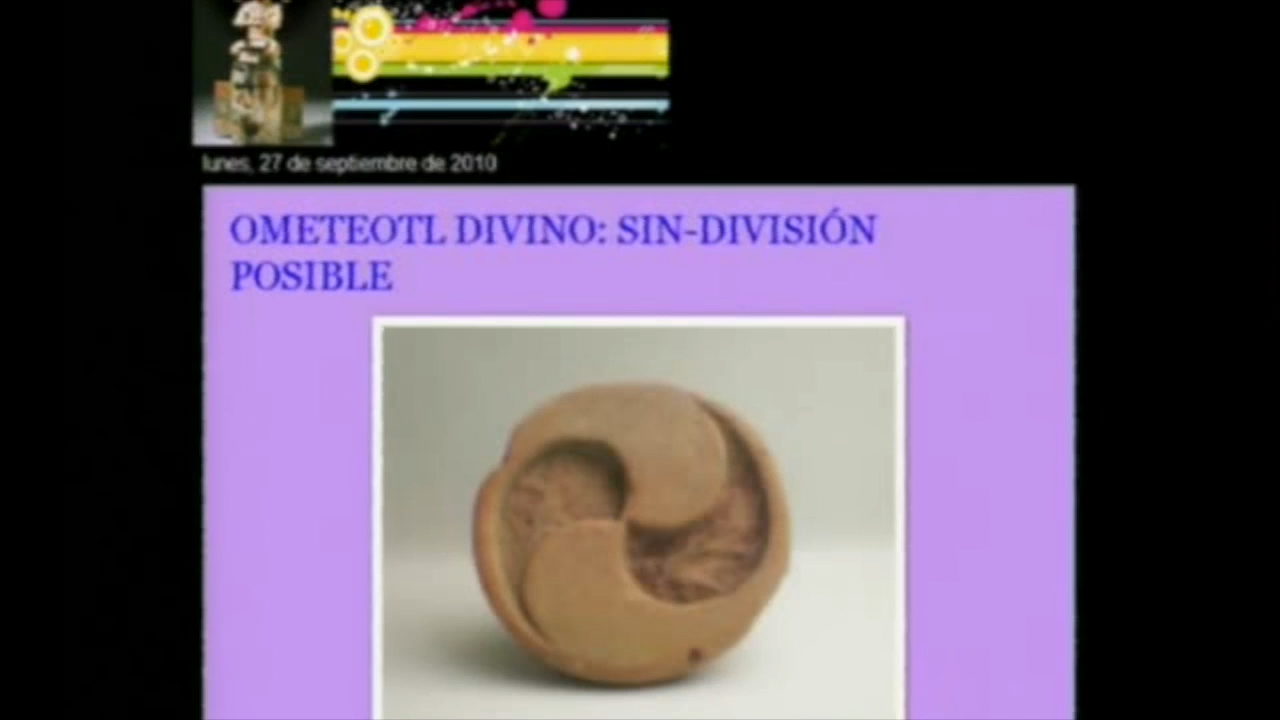 lunes, 27 de septiembre de 2010
OMETEOTL DIVINO: SIN-DIVISIÓN
POSIBLE